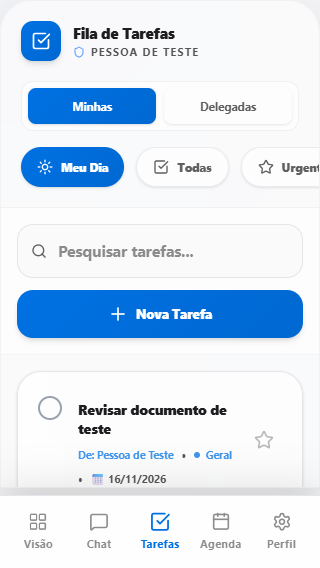 Fila de Tarefas
PESSOA DE TESTE
Minhas
Delegadas
Meu Dia
Todas
Urgent
Pesquisar tarefas...
Nova Tarefa
Revisar documento de
teste
De: Pessoa de Teste • Geral
• 16/11/2026
Visão
Chat
Tarefas
Agenda
Perfil